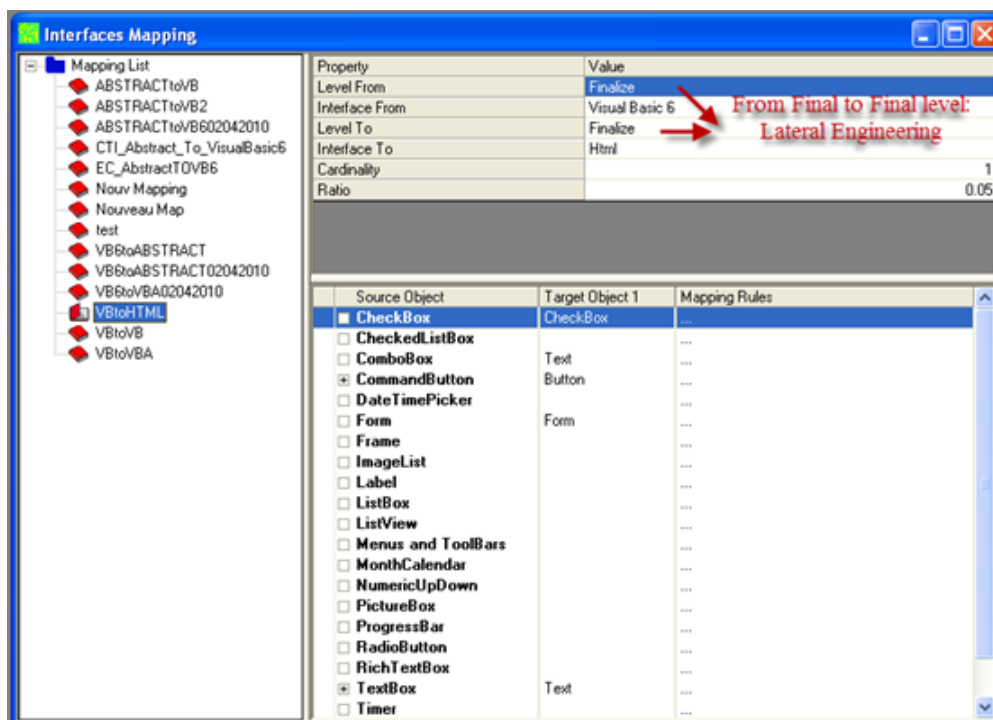 Interfaces Mapping
Mapping List
ABSTRACTtoVB
ABSTRACTtoVB2
ABSTRACTtoVB602042010
CTI_Abstract_To_VisualBasic6
EC_AbstractTOVB6
Nouv Mapping
Nouveau Map
test
VB6toABSTRACT
VB6toABSTRACT02042010
VB6toVBA02042010
VBtoHTML
VBtoVB
VBtoVBA
Property Value
Level From Finalize
Interface From Visual Basic 6
Level To Finalize
Interface To Html
Cardinality 1
Ratio 0.05
From Final to Final level:
Lateral Engineering
Source Object Target Object 1 Mapping Rules
CheckBox CheckBox ...
CheckedListBox ...
ComboBox Text ...
CommandButton Button ...
DateTimePicker ...
Form Form ...
Frame ...
ImageList ...
Label ...
ListBox ...
ListView ...
Menus and ToolBars ...
MonthCalendar ...
NumericUpDown ...
PictureBox ...
ProgressBar ...
RadioButton ...
RichTextBox ...
TextBox Text ...
Timer ...